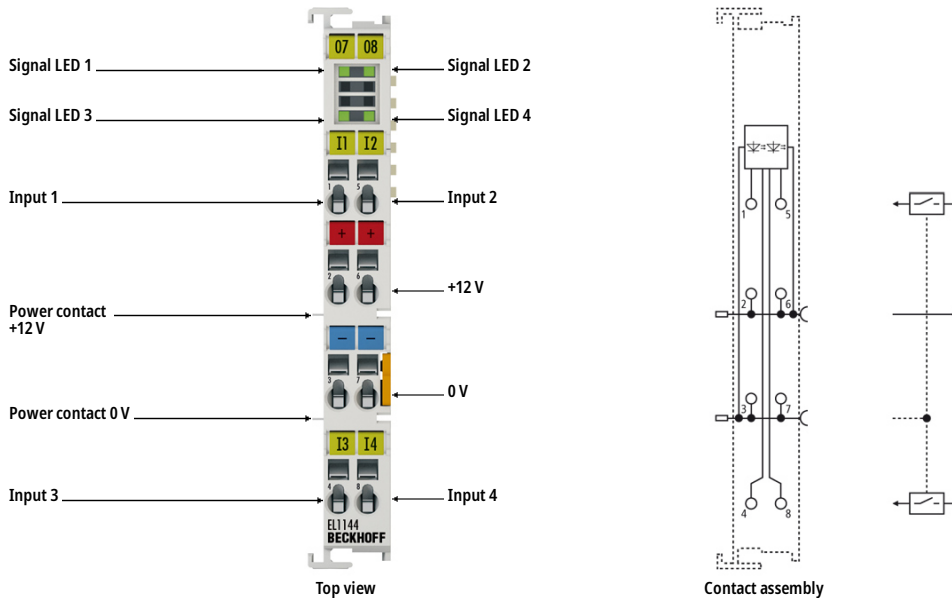 07 08
Signal LED 1
Signal LED 2
Signal LED 3
Signal LED 4
I1 I2
1 5
Input 1
Input 2
+ +
2 6
+12 V
Power contact
+12 V
− −
3 7
0 V
Power contact 0 V
I3 I4
4 8
Input 3
Input 4
EL1144
BECKHOFF
Top view
1 5
2 6
3 7
4 8
Contact assembly